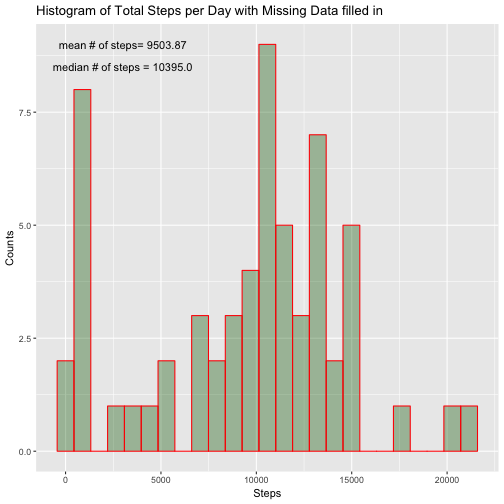 Histogram of Total Steps per Day with Missing Data filled in
mean # of steps= 9503.87
median # of steps = 10395.0
7.5
5.0
2.5
0.0
Counts
0 5000 10000 15000 20000
Steps